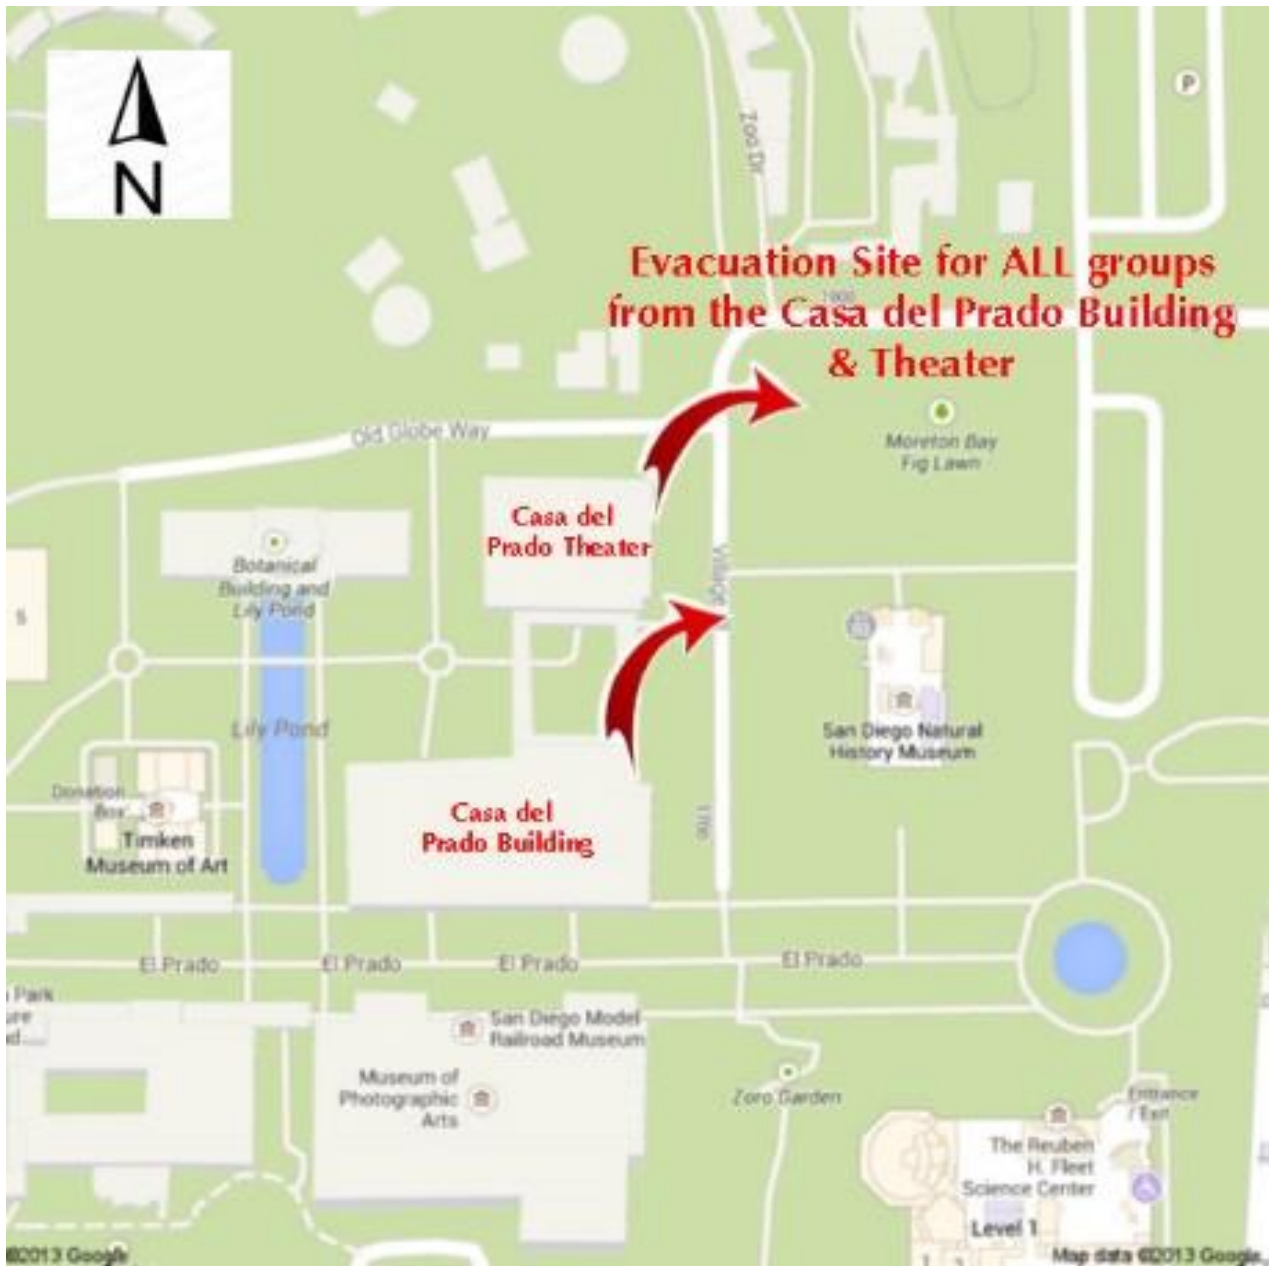 N
P
Zoo Dr
Evacuation Site for ALL groups
from the Casa del Prado Building
& Theater
Moreton Bay
Fig Lawn
Old Globe Way
Casa del
Prado Theater
Botanical
Building and
Lily Pond
Village
The
Lily Pond
San Diego Natural
History Museum
Donation
Box
Timken
Museum of Art
Casa del
Prado Building
El Prado
El Prado
El Prado
El Prado
Park
San Diego Model
Railroad Museum
Museum of
Photographic
Arts
Zoro Garden
Entrance
/ Exit
The Reuben
H. Fleet
Science Center
Level 1
©2013 Google
Map data ©2013 Google